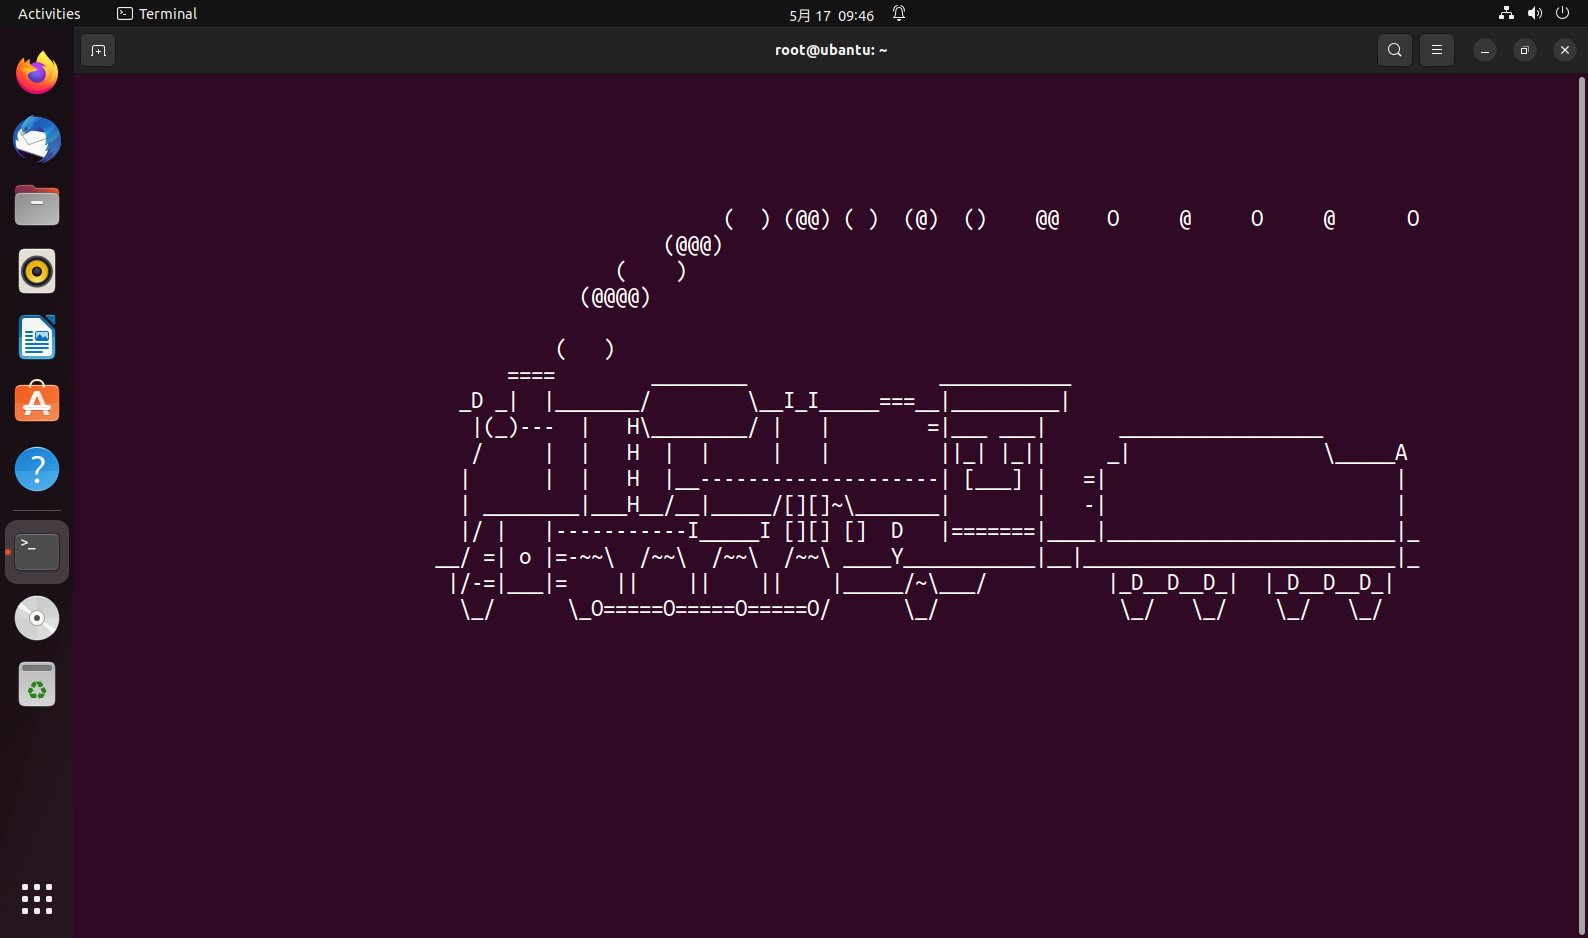 Activities
Terminal
5月 17 09:46
root@ubantu: ~
                        (  ) (@@) ( )  (@)  ()    @@    O     @     O     @      O
                   (@@@)
               (    )
            (@@@@)

          (   )
      ====        ________                ___________
  _D _|  |_______/        \__I_I_____===__|_________|
   |(_)---  |   H\________/ |   |        =|___ ___|      _________________
   /     |  |   H  |  |     |   |         ||_| |_||     _|                \_____A
  |      |  |   H  |__--------------------| [___] |   =|                        |
  | ________|___H__/__|_____/[][]~\_______|       |   -|                        |
  |/ |   |-----------I_____I [][] []  D   |=======|____|________________________|_
__/ =| o |=-~~\  /~~\  /~~\  /~~\ ____Y___________|__|__________________________|_
 |/-=|___|=    ||    ||    ||    |_____/~\___/          |_D__D__D_|  |_D__D__D_|
  \_/      \_O=====O=====O=====O/      \_/               \_/   \_/    \_/   \_/